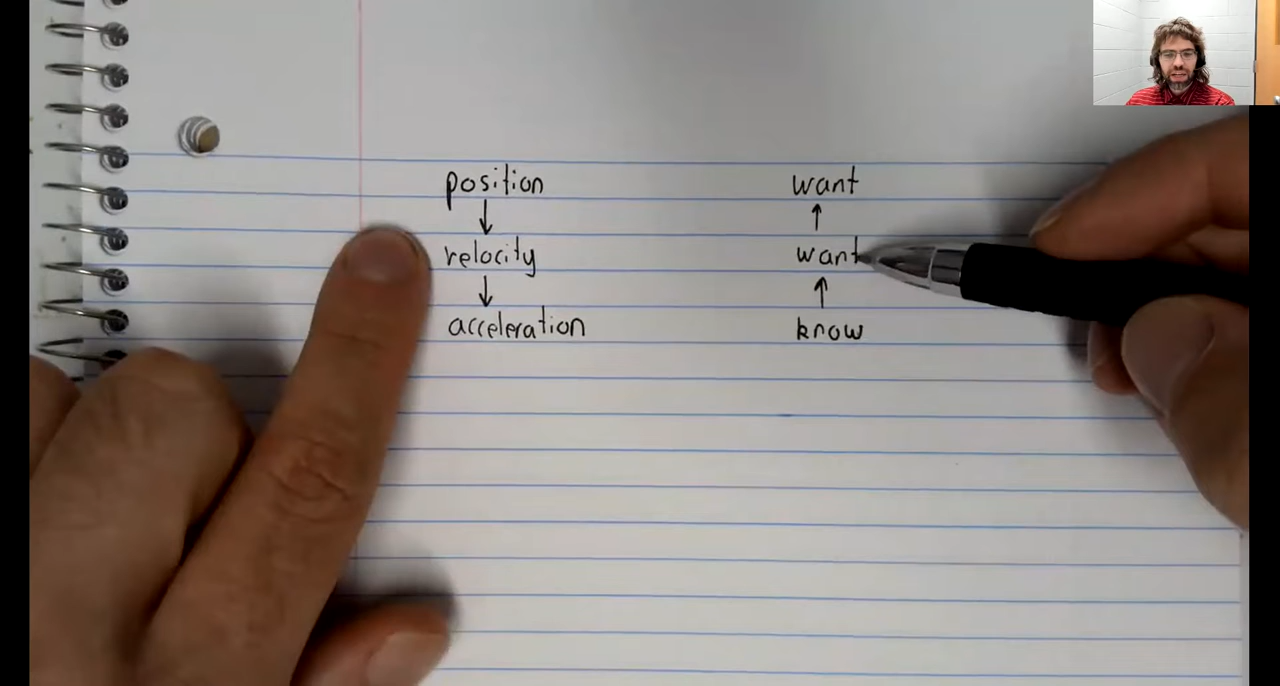 position want
↓ ↑
velocity want
↓ ↑
acceleration know